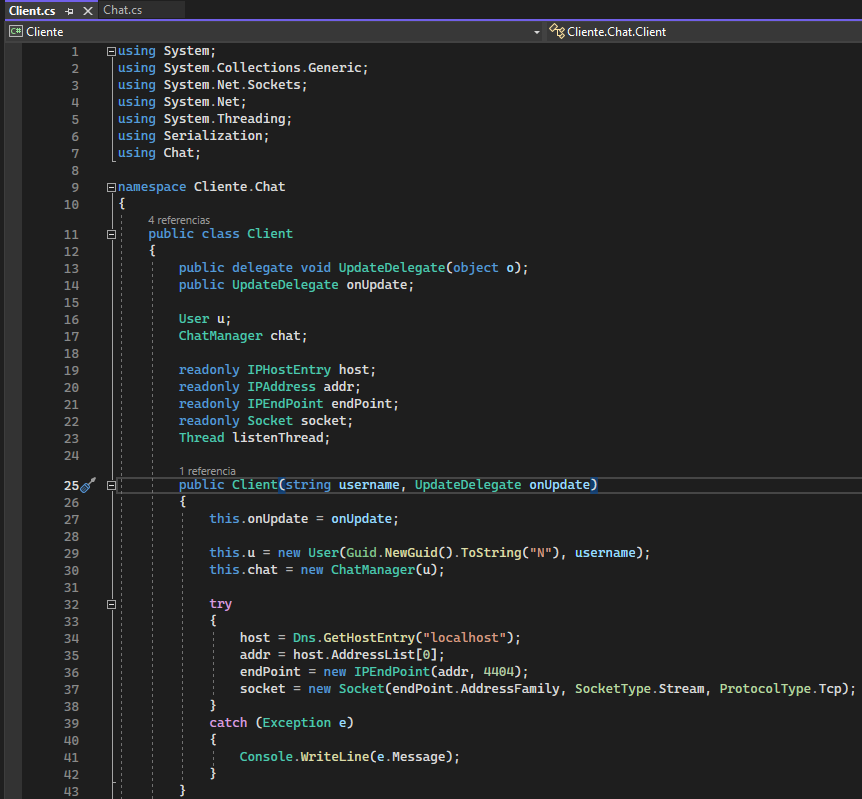 Client.cs Chat.cs
C# Cliente Cliente.Chat.Client
1 using System;
2 using System.Collections.Generic;
3 using System.Net.Sockets;
4 using System.Net;
5 using System.Threading;
6 using Serialization;
7 using Chat;
8
9 namespace Cliente.Chat
10 {
4 referencias
11 public class Client
12 {
13 public delegate void UpdateDelegate(object o);
14 public UpdateDelegate onUpdate;
15
16 User u;
17 ChatManager chat;
18
19 readonly IPHostEntry host;
20 readonly IPAddress addr;
21 readonly IPEndPoint endPoint;
22 readonly Socket socket;
23 Thread listenThread;
24
1 referencia
25 public Client(string username, UpdateDelegate onUpdate)
26 {
27 this.onUpdate = onUpdate;
28
29 this.u = new User(Guid.NewGuid().ToString("N"), username);
30 this.chat = new ChatManager(u);
31
32 try
33 {
34 host = Dns.GetHostEntry("localhost");
35 addr = host.AddressList[0];
36 endPoint = new IPEndPoint(addr, 4404);
37 socket = new Socket(endPoint.AddressFamily, SocketType.Stream, ProtocolType.Tcp);
38 }
39 catch (Exception e)
40 {
41 Console.WriteLine(e.Message);
42 }
43 }